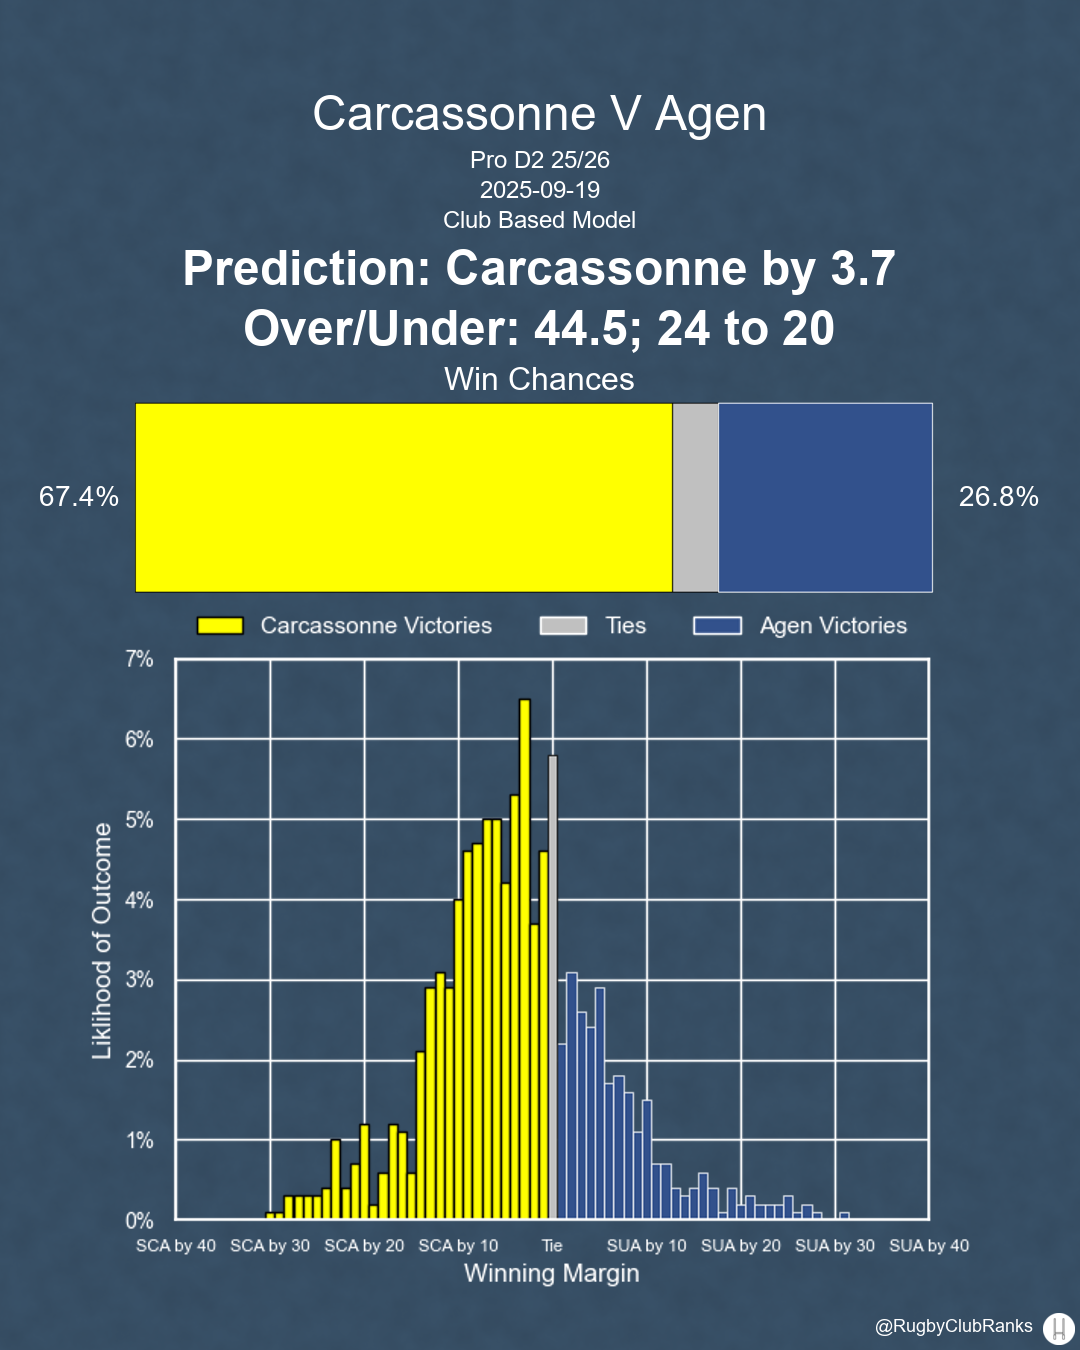 Carcassonne V Agen
Pro D2 25/26
2025-09-19
Club Based Model
Prediction: Carcassonne by 3.7
Over/Under: 44.5; 24 to 20
Win Chances
67.4%
26.8%
Carcassonne Victories
Ties
Agen Victories
7%
6%
5%
4%
3%
2%
1%
0%
Liklihood of Outcome
SCA by 40
SCA by 30
SCA by 20
SCA by 10
Tie
SUA by 10
SUA by 20
SUA by 30
SUA by 40
Winning Margin
@RugbyClubRanks